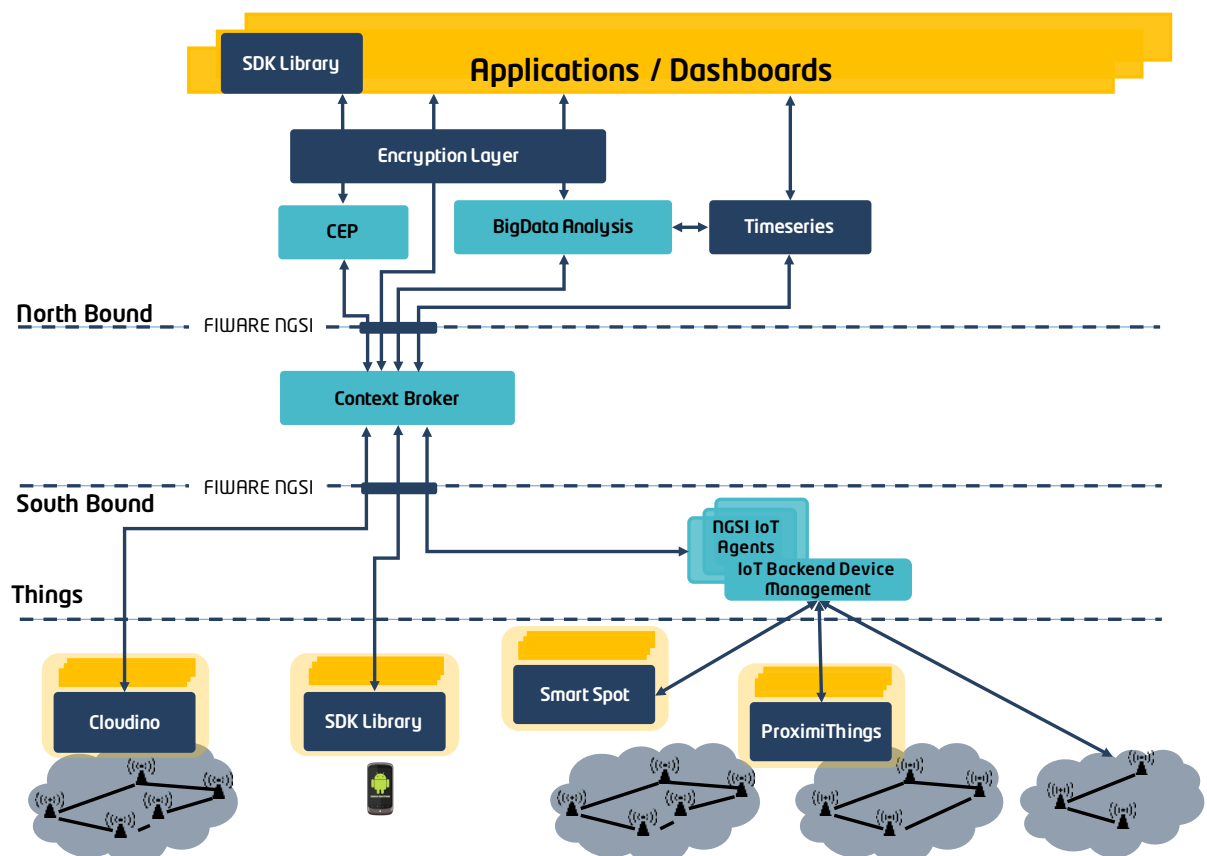 SDK Library
Applications / Dashboards
Encryption Layer
CEP
BigData Analysis
Timeseries
North Bound
FIWARE NGSI
Context Broker
FIWARE NGSI
South Bound
NGSI IoT
Agents
IoT Backend Device
Management
Things
Smart Spot
Cloudino
SDK Library
ProximiThings